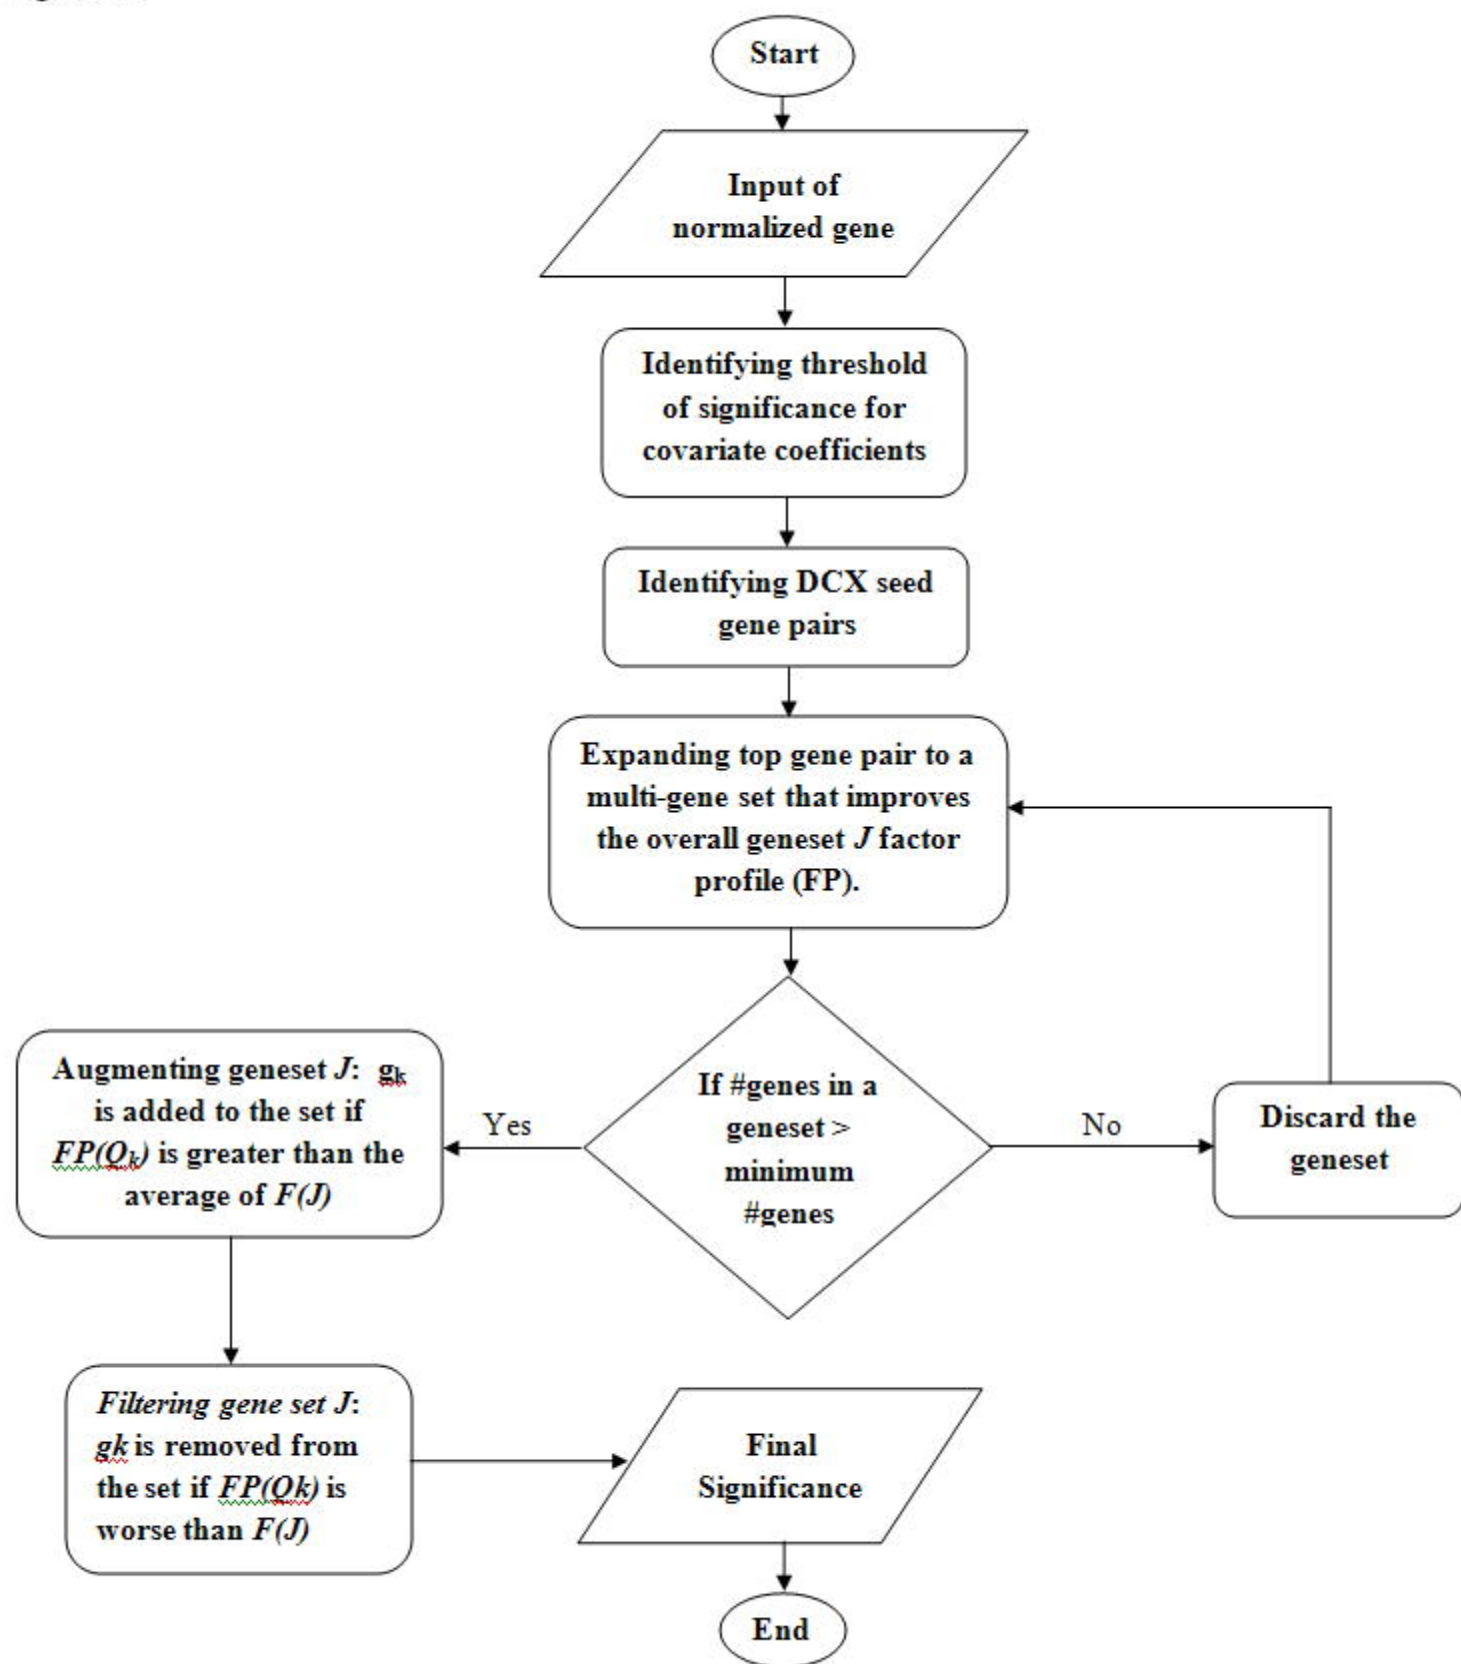 Start
Input of
normalized gene
Identifying threshold
of significance for
covariate coefficients
Identifying DCX seed
gene pairs
Expanding top gene pair to a
multi-gene set that improves
the overall geneset J factor
profile (FP).
If #genes in a
geneset >
minimum
#genes
Yes
No
Augmenting geneset J: gk
is added to the set if
FP(Qk) is greater than the
average of F(J)
Discard the
geneset
Filtering gene set J:
gk is removed from
the set if FP(Qk) is
worse than F(J)
Final
Significance
End